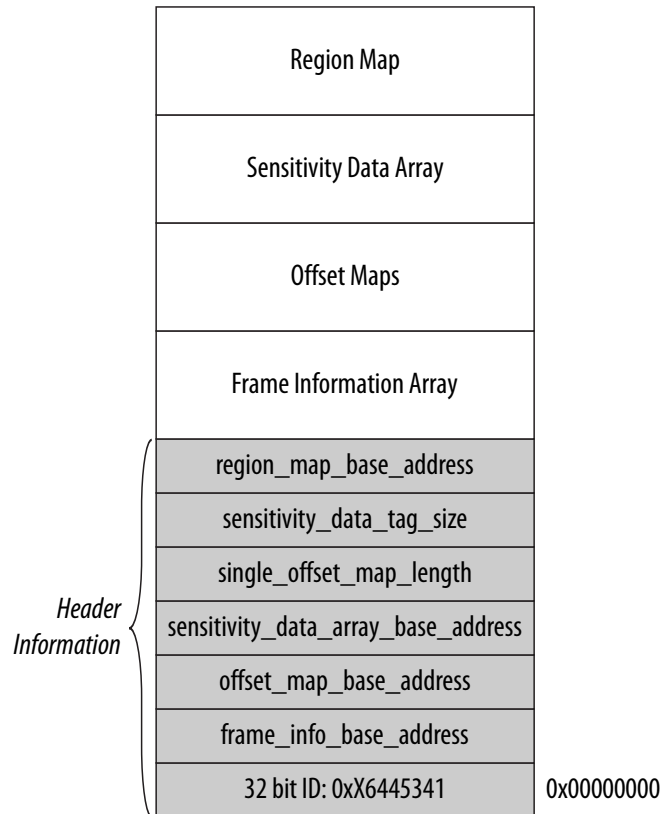 Region Map
Sensitivity Data Array
Offset Maps
Frame Information Array
region_map_base_address
sensitivity_data_tag_size
single_offset_map_length
sensitivity_data_array_base_address
offset_map_base_address
frame_info_base_address
32 bit ID: 0xX6445341
0x00000000
Header
Information